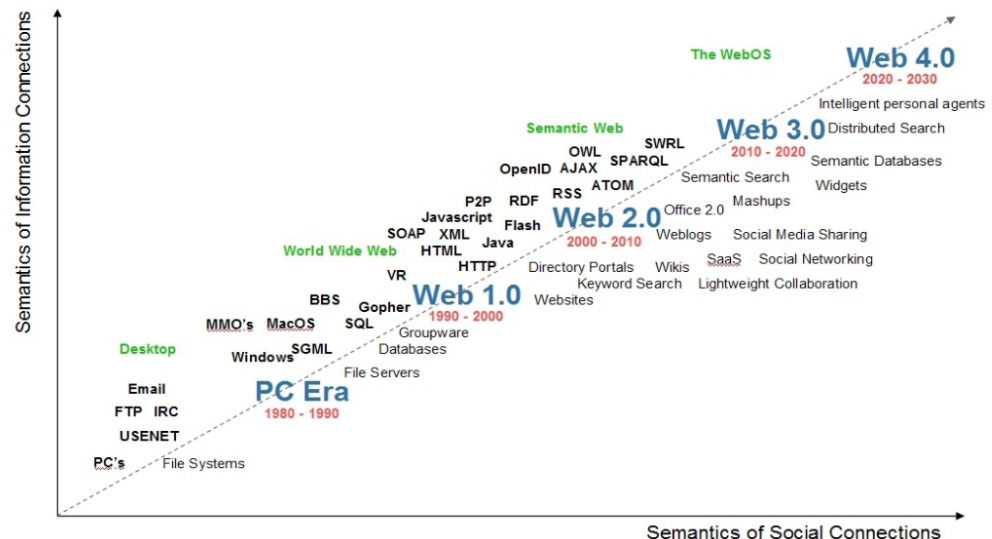 Semantics of Information Connections
The WebOS
Web 4.0
2020 - 2030
Intelligent personal agents
Semantic Web
Web 3.0
Distributed Search
2010 - 2020
SWRL
OWL
SPARQL
Semantic Databases
OpenID
AJAX
Semantic Search
Widgets
ATOM
RSS
Mashups
P2P
RDF
Office 2.0
Javascript
Web 2.0
Flash
2000 - 2010
Weblogs
Social Media Sharing
SOAP
XML
Java
World Wide Web
HTML
SaaS
Social Networking
HTTP
Directory Portals
Wikis
VR
Keyword Search
Lightweight Collaboration
BBS
Gopher
Web 1.0
Websites
1990 - 2000
MMO's
MacOS
SQL
Groupware
Desktop
Windows
SGML
Databases
File Servers
Email
PC Era
1980 - 1990
FTP
IRC
USENET
PC's
File Systems
Semantics of Social Connections